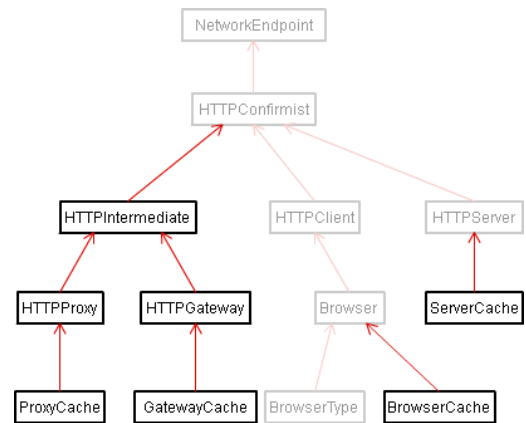 NetworkEndpoint
HTTPConfirmist
HTTPIntermediate
HTTPClient
HTTPServer
HTTPProxy
HTTPGateway
Browser
ServerCache
ProxyCache
GatewayCache
BrowserType
BrowserCache